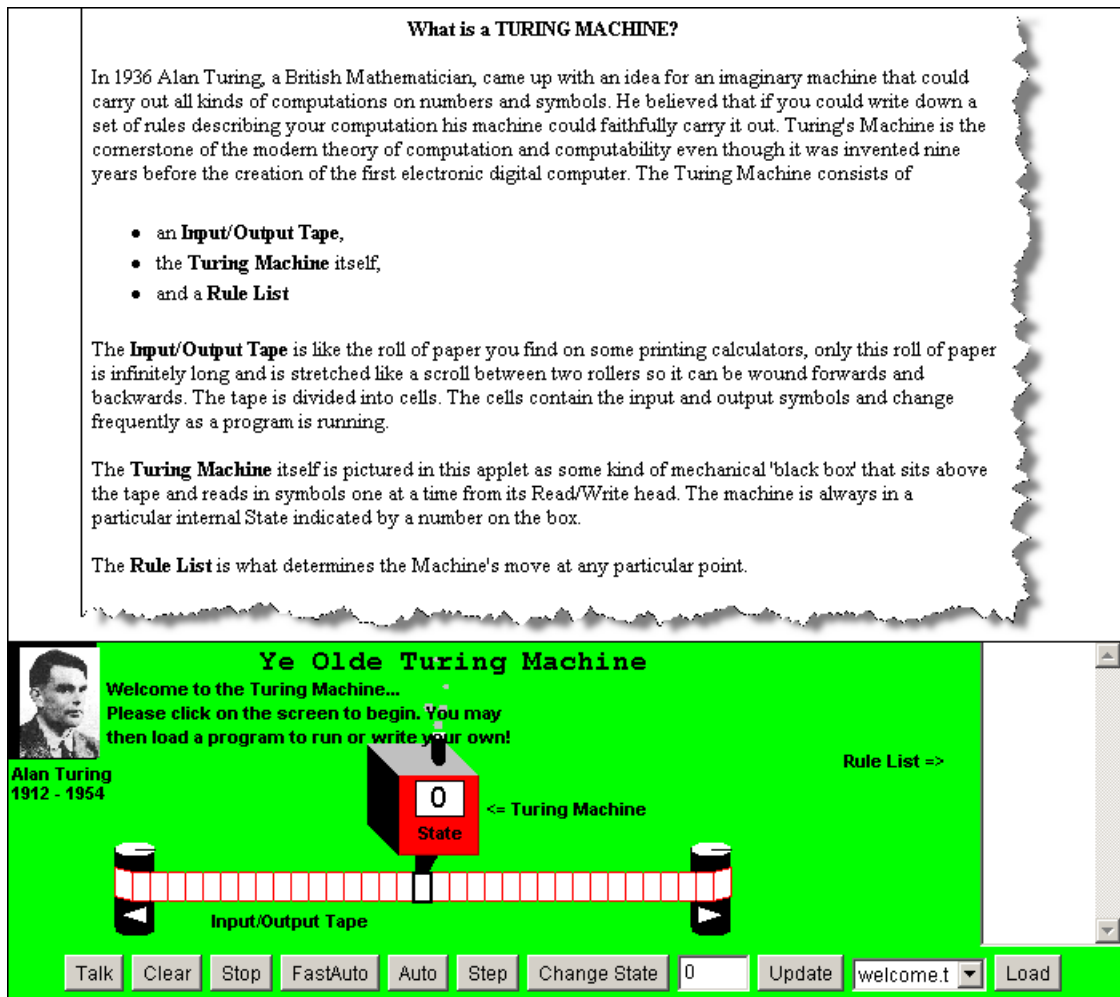 What is a TURING MACHINE?
In 1936 Alan Turing, a British Mathematician, came up with an idea for an imaginary machine that could
carry out all kinds of computations on numbers and symbols. He believed that if you could write down a
set of rules describing your computation his machine could faithfully carry it out. Turing's Machine is the
cornerstone of the modern theory of computation and computability even though it was invented nine
years before the creation of the first electronic digital computer. The Turing Machine consists of
• an Input/Output Tape,
• the Turing Machine itself,
• and a Rule List
The Input/Output Tape is like the roll of paper you find on some printing calculators, only this roll of paper
is infinitely long and is stretched like a scroll between two rollers so it can be wound forwards and
backwards. The tape is divided into cells. The cells contain the input and output symbols and change
frequently as a program is running.
The Turing Machine itself is pictured in this applet as some kind of mechanical 'black box' that sits above
the tape and reads in symbols one at a time from its Read/Write head. The machine is always in a
particular internal State indicated by a number on the box.
The Rule List is what determines the Machine's move at any particular point.
Ye Olde Turing Machine
Welcome to the Turing Machine...
Please click on the screen to begin. You may
then load a program to run or write your own!
Alan Turing
1912 - 1954
Rule List =>
0
State
<= Turing Machine
Input/Output Tape
Talk Clear Stop FastAuto Auto Step Change State 0 Update welcome.t Load